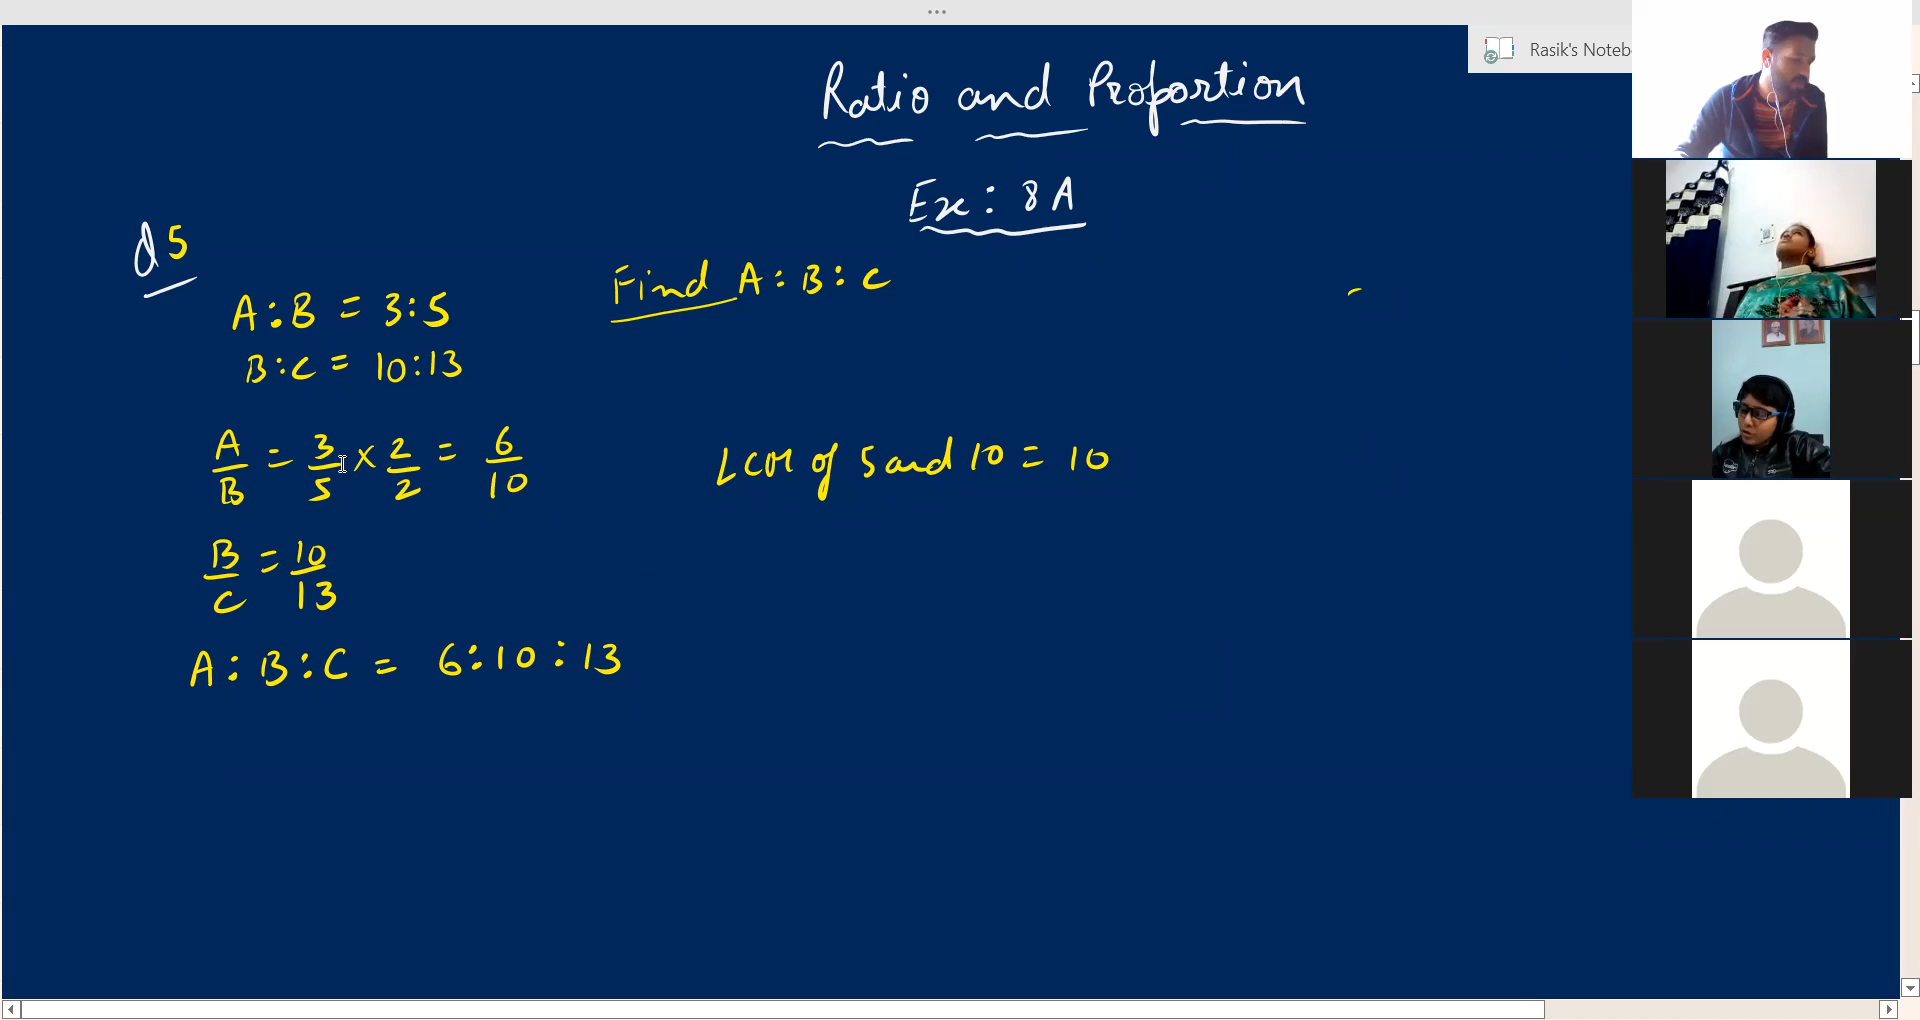 Rasik's Noteb
Ratio and Proportion
Ex: 8A
Q5
Find A:B:C
A:B = 3:5
B:C = 10:13
A/B = 3/5 × 2/2 = 6/10
LCM of 5 and 10 = 10
B/C = 10/13
A:B:C = 6:10:13